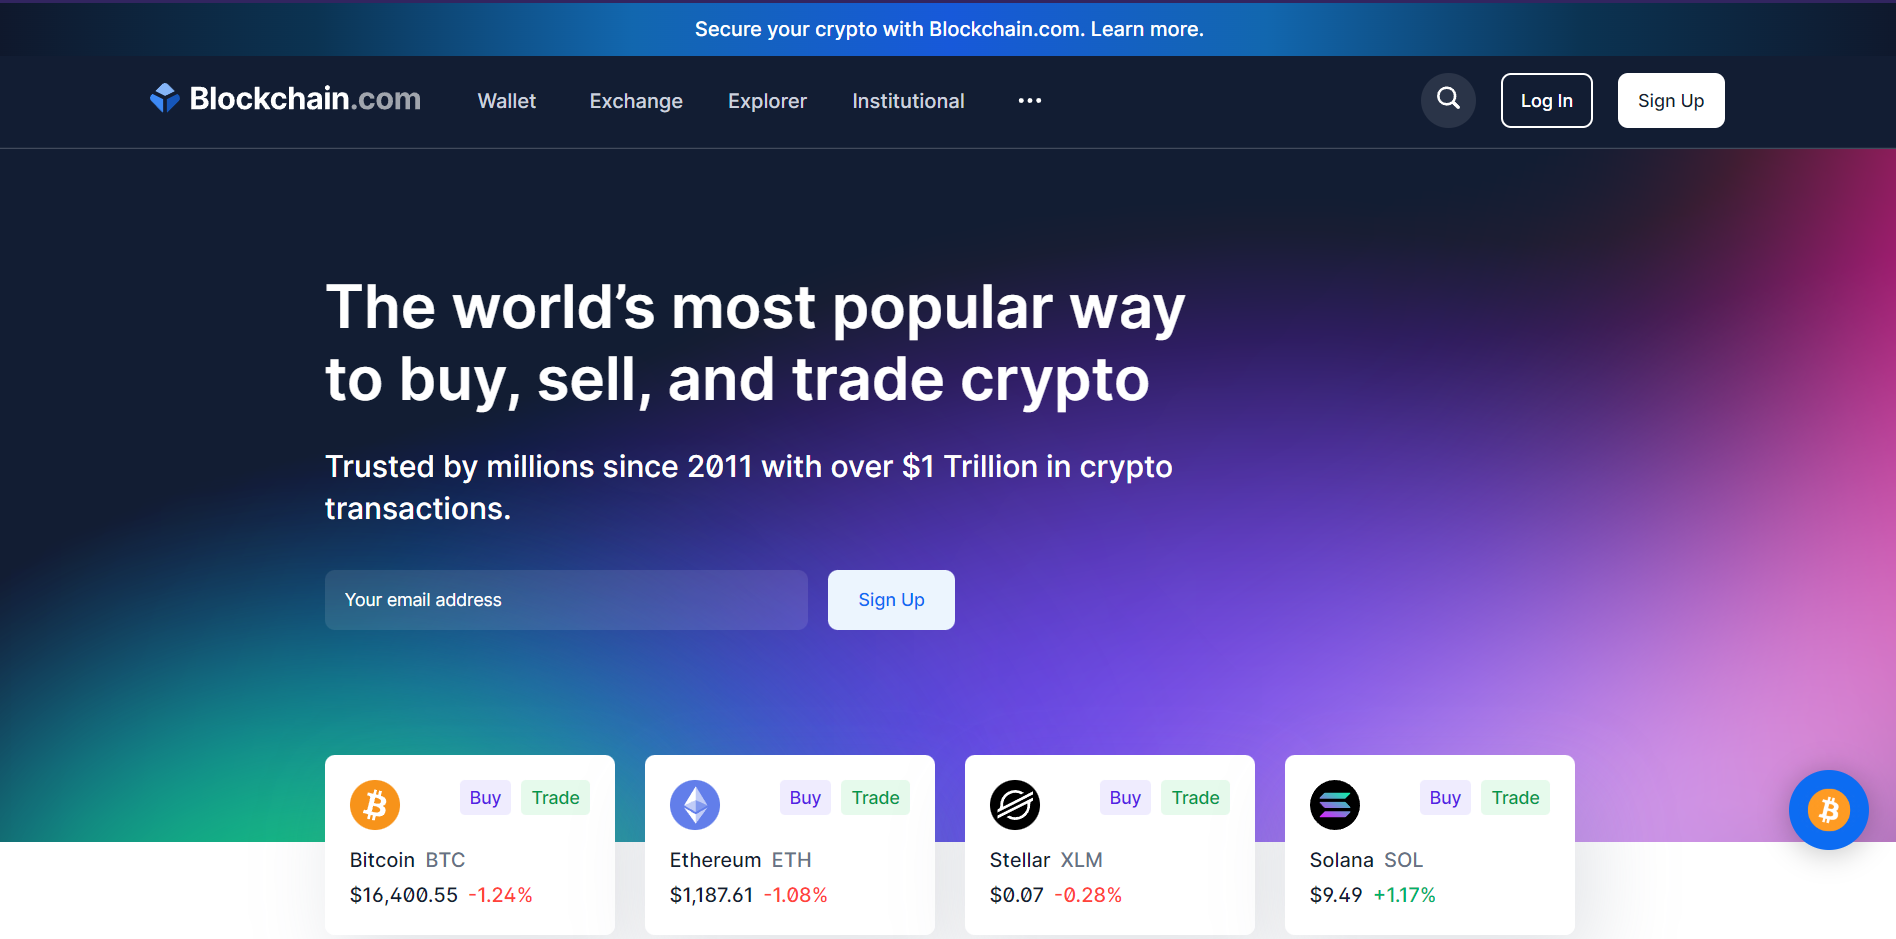 Secure your crypto with Blockchain.com. Learn more.
Blockchain.com Wallet Exchange Explorer Institutional ••• Log In Sign Up
The world’s most popular way
to buy, sell, and trade crypto
Trusted by millions since 2011 with over $1 Trillion in crypto
transactions.
Your email address Sign Up
Buy Trade
Bitcoin BTC
$16,400.55 -1.24%
Buy Trade
Ethereum ETH
$1,187.61 -1.08%
Buy Trade
Stellar XLM
$0.07 -0.28%
Buy Trade
Solana SOL
$9.49 +1.17%